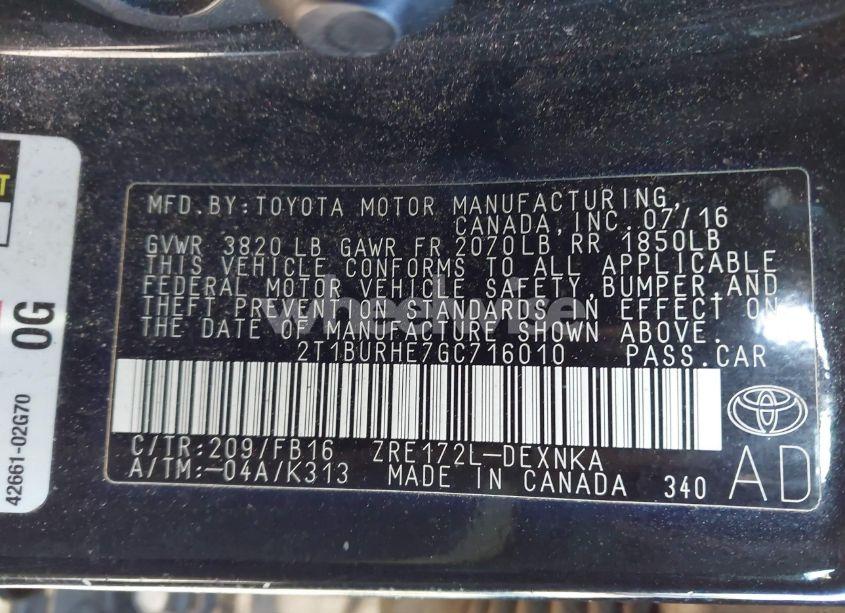 MFD. BY: TOYOTA MOTOR MANUFACTURING,
CANADA, INC. 07/16
GVWR 3820 LB GAWR FR 2070LB RR 1850LB
THIS VEHICLE CONFORMS TO ALL APPLICABLE
FEDERAL MOTOR VEHICLE SAFETY, BUMPER, AND
THEFT PREVENTION STANDARDS IN EFFECT ON
THE DATE OF MANUFACTURE SHOWN ABOVE.
2T1BURHE7GC716010 PASS. CAR
C/TR: 209/FB16 ZRE172L-DEXNKA
A/TM: -04A/K313 MADE IN CANADA 340
AD
0G
42661-02G70